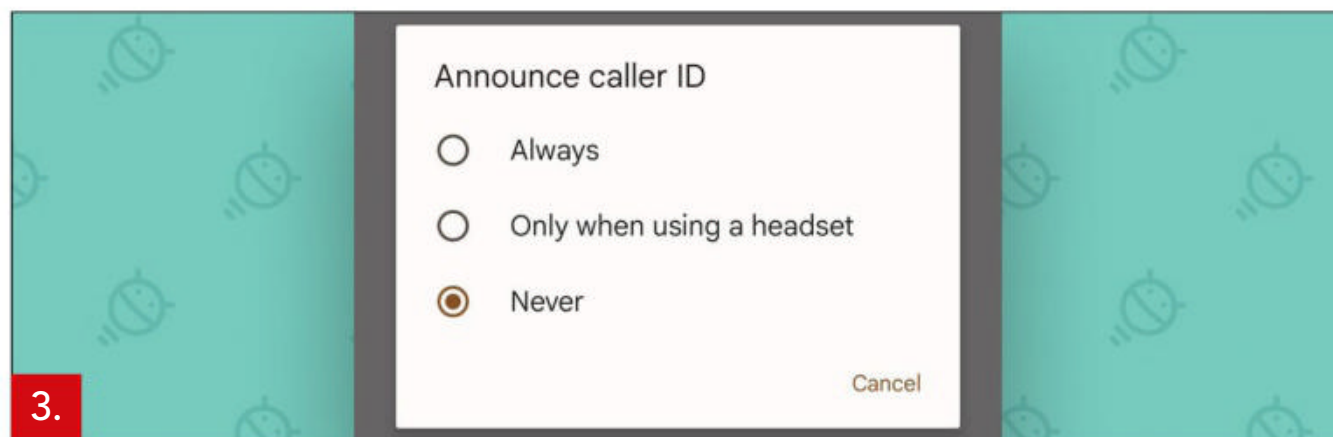 Announce caller ID
Always
Only when using a headset
Never
Cancel
3.